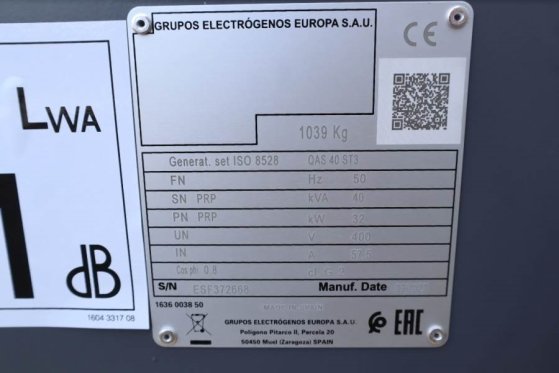 LWA
dB
1604 3317 08
GRUPOS ELECTRÓGENOS EUROPA S.A.U.
CE
1039 Kg
Generat. set ISO 8528 QAS 40 ST3
FN Hz 50
SN PRP kVA 40
PN PRP kW 32
UN V 400
IN A 57.5
Cos phi 0.8 cl G 2
S/N ESF372668 Manuf. Date
1636 0038 50
MADE IN SPAIN
GRUPOS ELECTRÓGENOS EUROPA S.A.U.
Polígono Pitarco II, Parcela 20
50450 Muel (Zaragoza) SPAIN
EAC